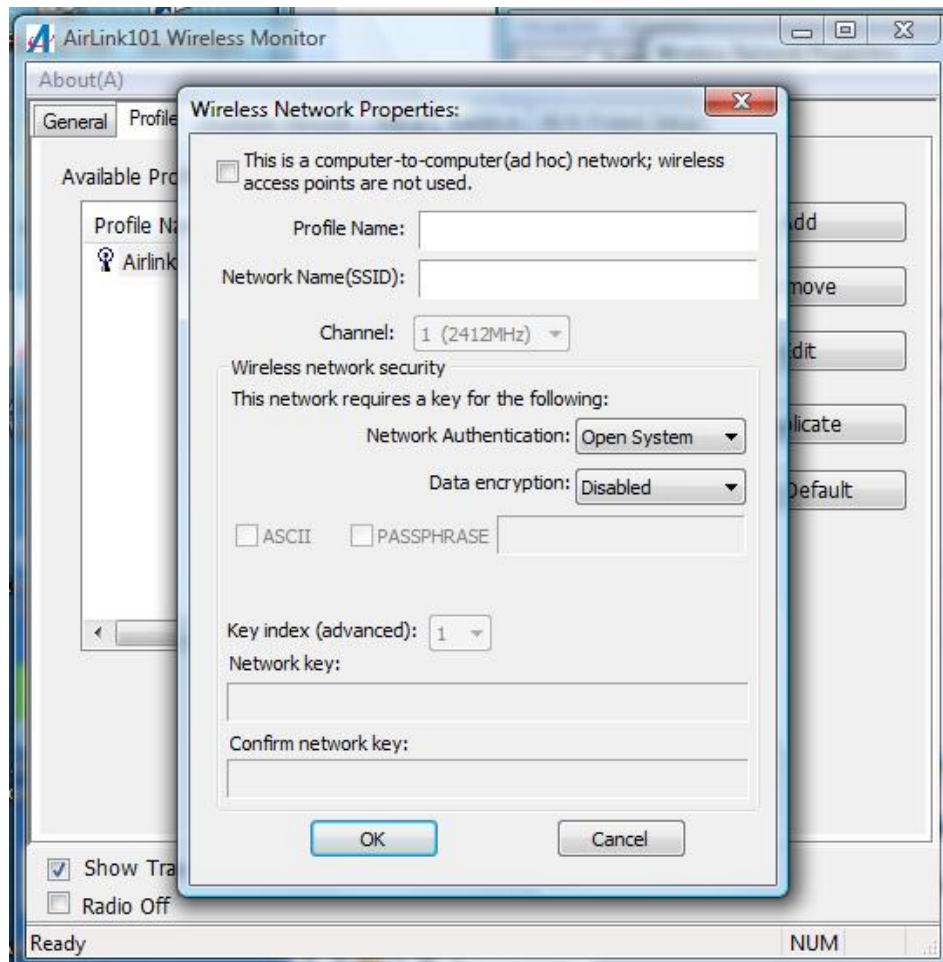 AirLink101 Wireless Monitor
About(A)
General Profile
Wireless Network Properties:
This is a computer-to-computer(ad hoc) network; wireless
access points are not used.
Available Pro
Profile Na
Airlink
Profile Name:
Network Name(SSID):
Channel: 1 (2412MHz)
Wireless network security
This network requires a key for the following:
Network Authentication: Open System
Data encryption: Disabled
ASCII PASSPHRASE
Key index (advanced): 1
Network key:
Confirm network key:
OK Cancel
dd
move
dit
licate
Default
Show Tra
Radio Off
Ready NUM